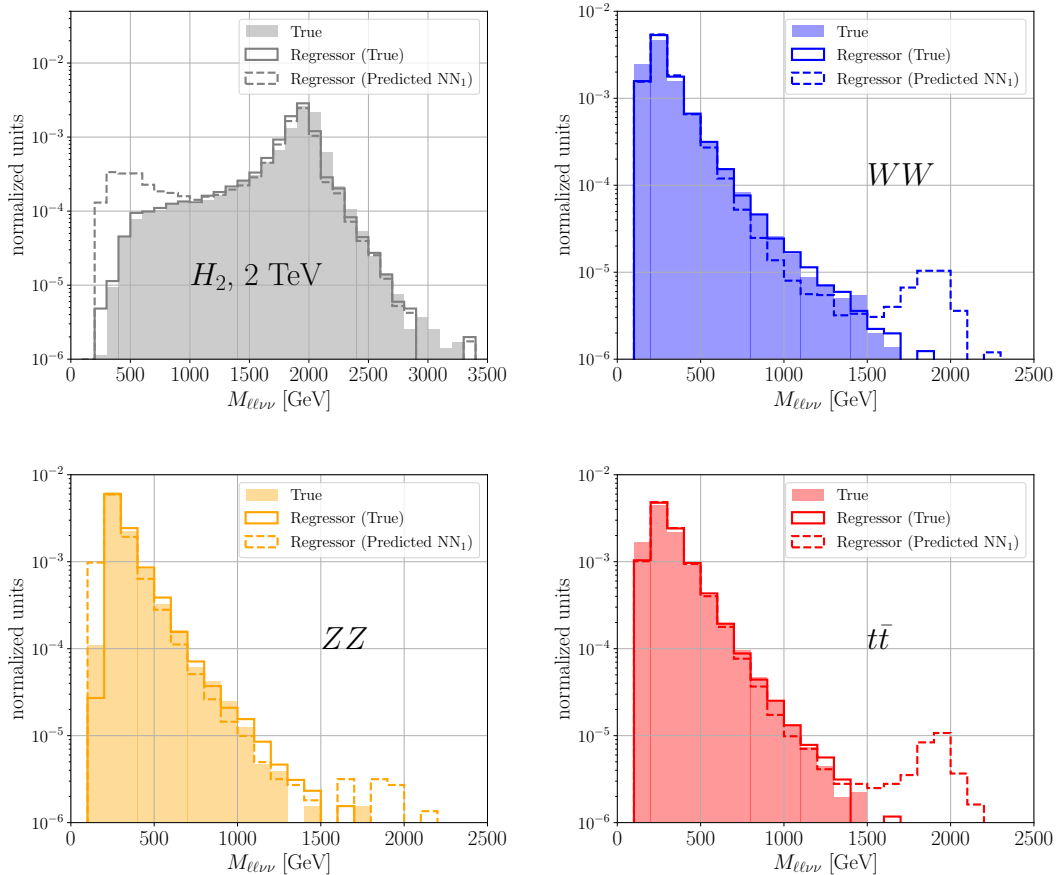 True
Regressor (True)
Regressor (Predicted NN₁)
normalized units
10⁻²
10⁻³
10⁻⁴
10⁻⁵
10⁻⁶
H₂, 2 TeV
0 500 1000 1500 2000 2500 3000 3500
M_ℓℓνν [GeV]
True
Regressor (True)
Regressor (Predicted NN₁)
normalized units
10⁻²
10⁻³
10⁻⁴
10⁻⁵
10⁻⁶
WW
0 500 1000 1500 2000 2500
M_ℓℓνν [GeV]
True
Regressor (True)
Regressor (Predicted NN₁)
normalized units
10⁻²
10⁻³
10⁻⁴
10⁻⁵
10⁻⁶
ZZ
0 500 1000 1500 2000 2500
M_ℓℓνν [GeV]
True
Regressor (True)
Regressor (Predicted NN₁)
normalized units
10⁻²
10⁻³
10⁻⁴
10⁻⁵
10⁻⁶
tt̄
0 500 1000 1500 2000 2500
M_ℓℓνν [GeV]